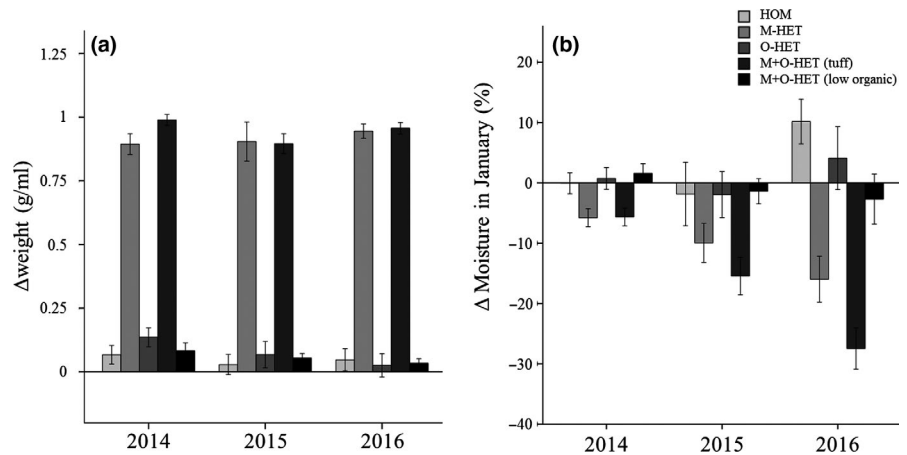 (a)
Δweight (g/ml)
1.25
1
0.75
0.5
0.25
0
2014
2015
2016
(b)
HOM
M-HET
O-HET
M+O-HET (tuff)
M+O-HET (low organic)
Δ Moisture in January (%)
20
10
0
−10
−20
−30
−40
2014
2015
2016